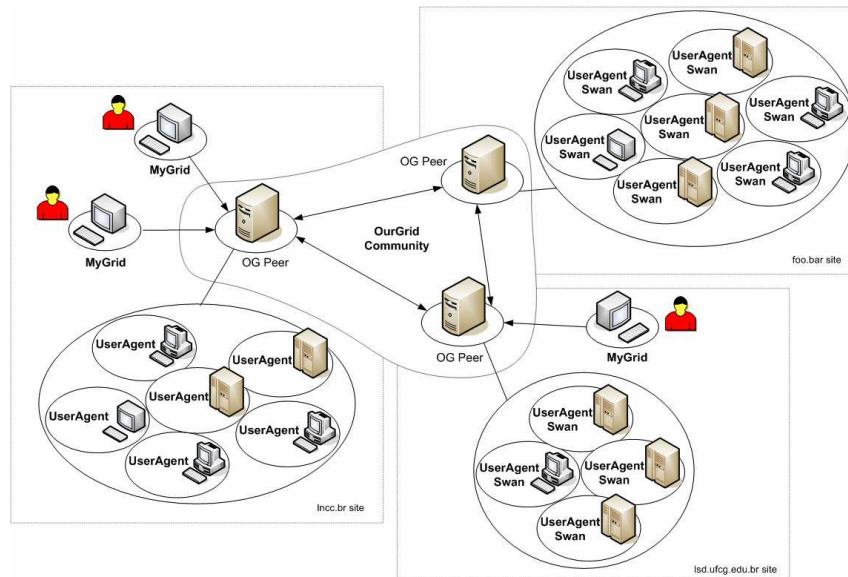 UserAgent
Swan
UserAgent
Swan
UserAgent
Swan
UserAgent
Swan
UserAgent
Swan
UserAgent
Swan
UserAgent
Swan
foo.bar site
MyGrid
MyGrid
OG Peer
OG Peer
OurGrid
Community
OG Peer
MyGrid
UserAgent
UserAgent
UserAgent
UserAgent
UserAgent
UserAgent
lncc.br site
UserAgent
Swan
UserAgent
Swan
UserAgent
Swan
UserAgent
Swan
lsd.ufcg.edu.br site